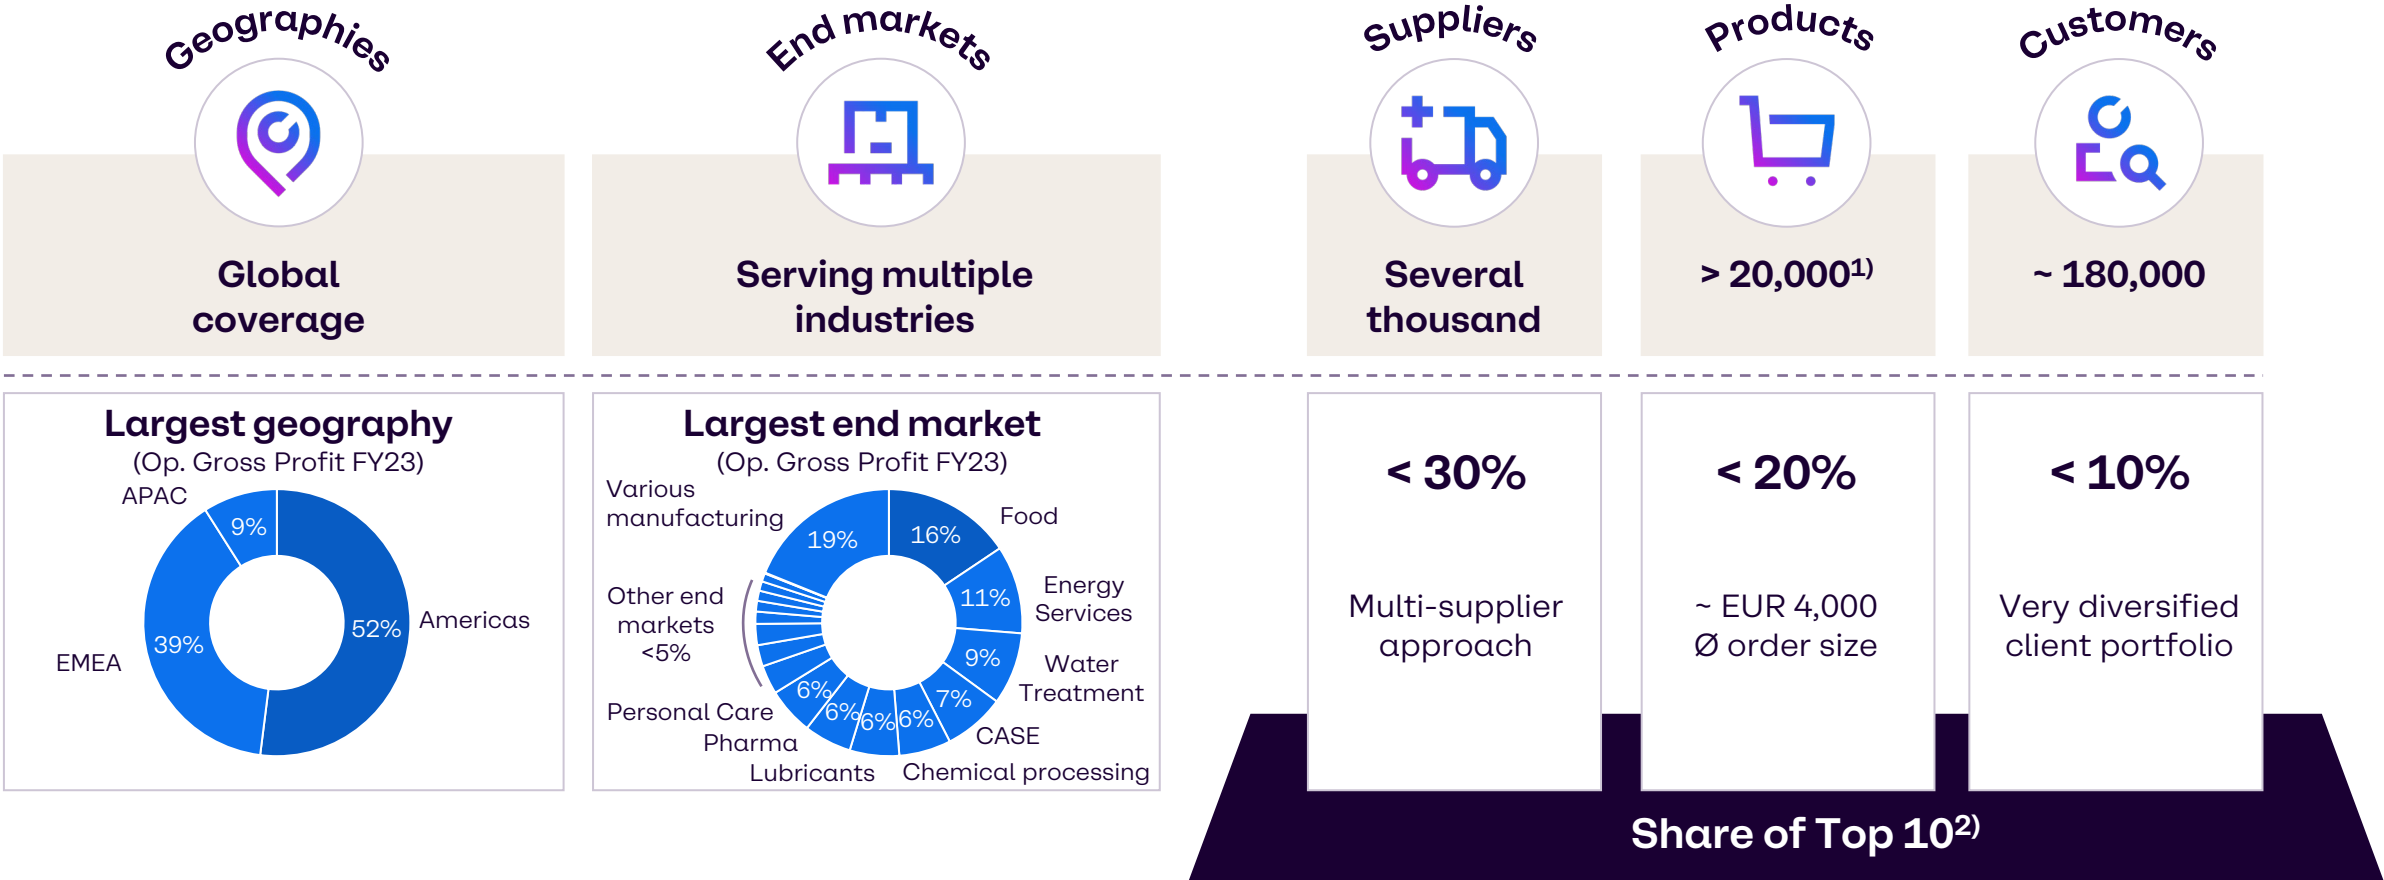 Geographies
Global
coverage
End markets
Serving multiple
industries
Suppliers
Several
thousand
Products
> 20,000¹⁾
Customers
~ 180,000
Largest geography
(Op. Gross Profit FY23)
APAC
9%
52%
Americas
39%
EMEA
Largest end market
(Op. Gross Profit FY23)
Various
manufacturing
19%
16%
Food
11%
Energy
Services
Other end
markets
<5%
9%
Water
Treatment
7%
CASE
6%
6%
6%
6%
Personal Care
Pharma
Lubricants
Chemical processing
< 30%
Multi-supplier
approach
< 20%
~ EUR 4,000
Ø order size
< 10%
Very diversified
client portfolio
Share of Top 10²⁾